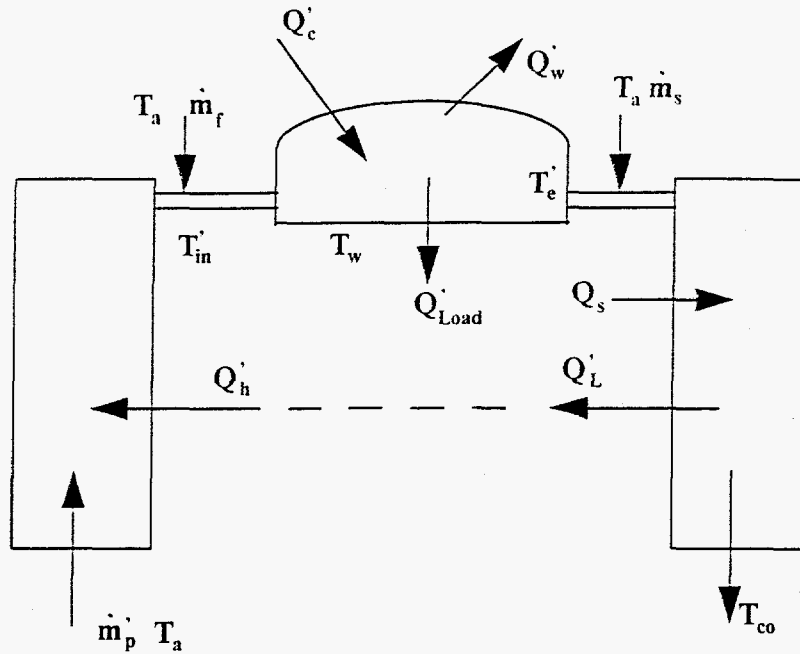 Q̇'c
Q̇'w
Ta ṁf
Ta ṁs
T'e
T'in
Tw
Qs
Q'Load
Q'h
Q'L
Tco
ṁ'p Ta